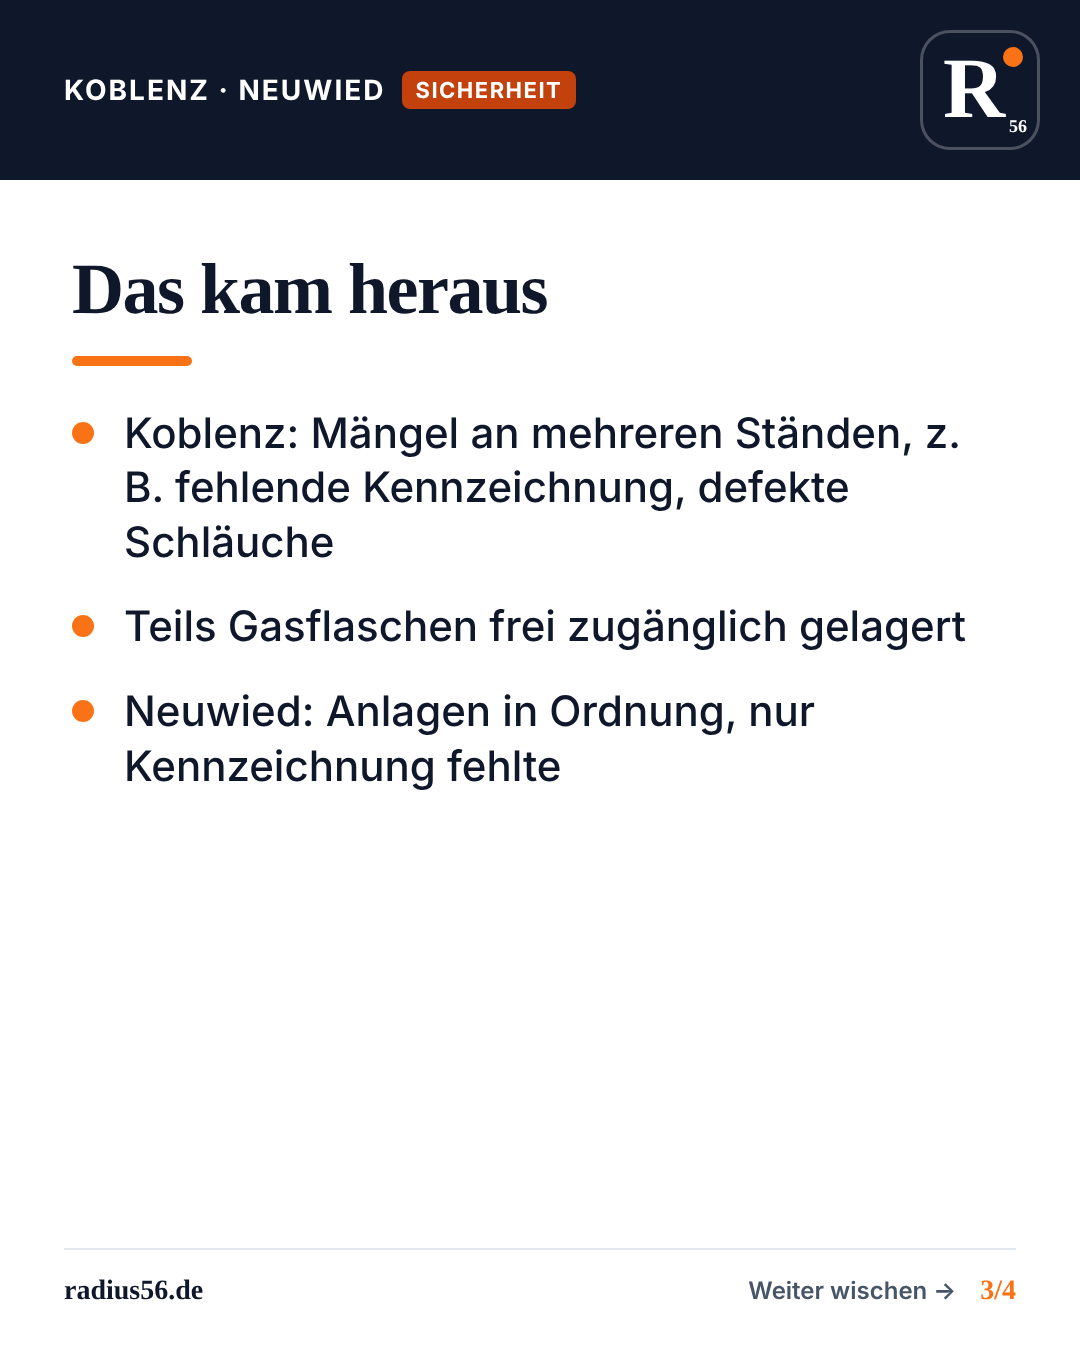 KOBLENZ · NEUWIED SICHERHEIT
R
56
Das kam heraus
Koblenz: Mängel an mehreren Ständen, z.
B. fehlende Kennzeichnung, defekte
Schläuche
Teils Gasflaschen frei zugänglich gelagert
Neuwied: Anlagen in Ordnung, nur
Kennzeichnung fehlte
radius56.de
Weiter wischen → 3/4